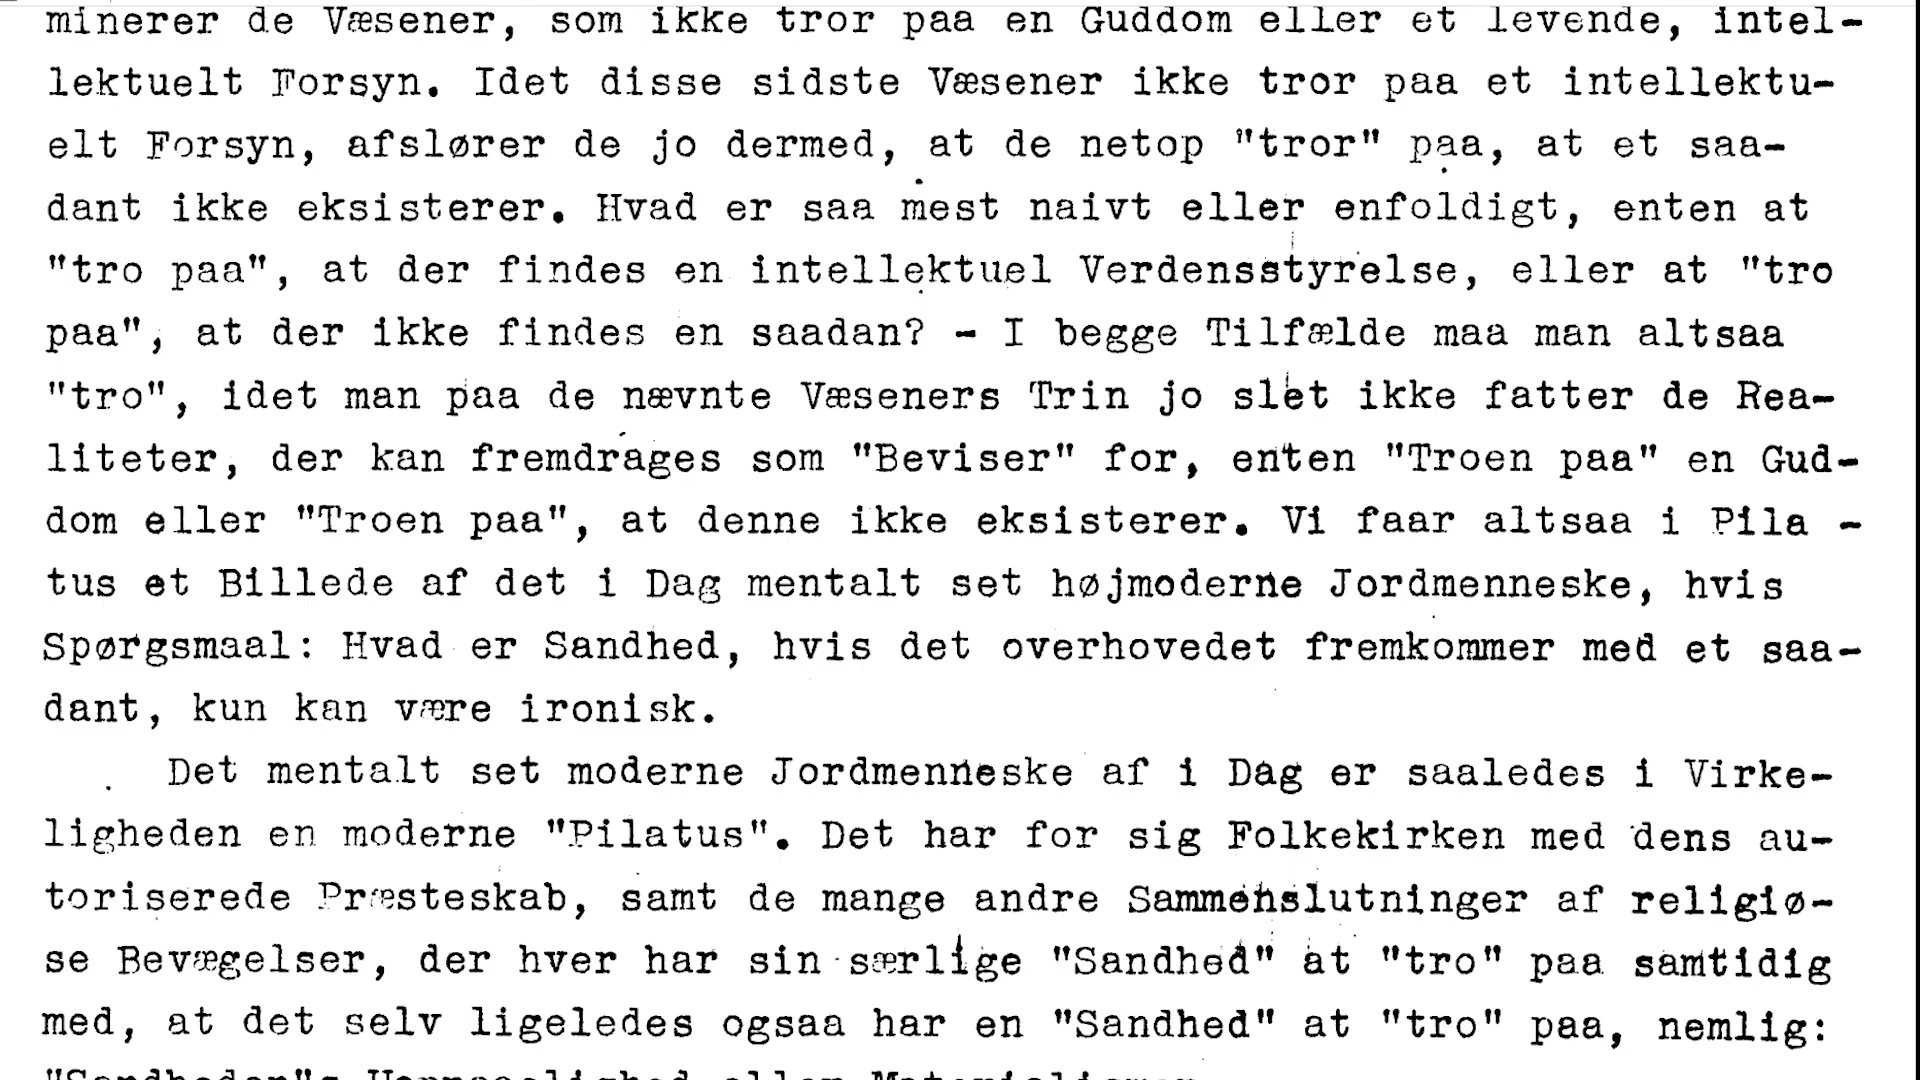 minerer de Væsener, som ikke tror paa en Guddom eller et levende, intel-
lektuelt Forsyn. Idet disse sidste Væsener ikke tror paa et intellektu-
elt Forsyn, afslører de jo dermed, at de netop "tror" paa, at et saa-
dant ikke eksisterer. Hvad er saa mest naivt eller enfoldigt, enten at
"tro paa", at der findes en intellektuel Verdensstyrelse, eller at "tro
paa", at der ikke findes en saadan? - I begge Tilfælde maa man altsaa
"tro", idet man paa de nævnte Væseners Trin jo slet ikke fatter de Rea-
liteter, der kan fremdrages som "Beviser" for, enten "Troen paa" en Gud-
dom eller "Troen paa", at denne ikke eksisterer. Vi faar altsaa i Pila -
tus et Billede af det i Dag mentalt set højmoderne Jordmenneske, hvis
Spørgsmaal: Hvad er Sandhed, hvis det overhovedet fremkommer med et saa-
dant, kun kan være ironisk.
Det mentalt set moderne Jordmenneske af i Dag er saaledes i Virke-
ligheden en moderne "Pilatus". Det har for sig Folkekirken med dens au-
toriserede Præsteskab, samt de mange andre Sammenslutninger af religiø-
se Bevægelser, der hver har sin særlige "Sandhed" at "tro" paa samtidig
med, at det selv ligeledes ogsaa har en "Sandhed" at "tro" paa, nemlig: